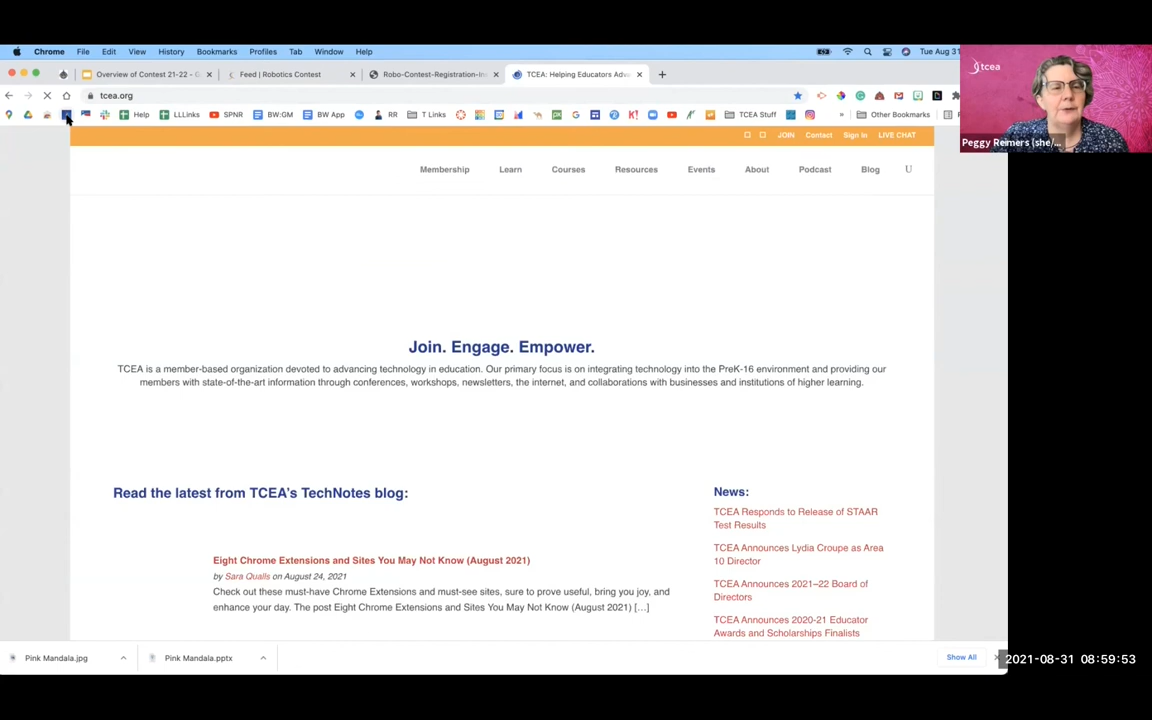 Chrome File Edit View History Bookmarks Profiles Tab Window Help Tue Aug 31
Overview of Contest 21-22 - G
Feed | Robotics Contest
Robo-Contest-Registration-In
TCEA: Helping Educators Adva
tcea.org
Help LLLinks SPNR BW:GM BW App RR T Links TCEA Stuff » Other Bookmarks
JOIN Contact Sign in LIVE CHAT
Membership Learn Courses Resources Events About Podcast Blog U
Join. Engage. Empower.
TCEA is a member-based organization devoted to advancing technology in education. Our primary focus is on integrating technology into the PreK-16 environment and providing our
members with state-of-the-art information through conferences, workshops, newsletters, the internet, and collaborations with business and institutions of higher learning.
Read the latest from TCEA's TechNotes blog:
Eight Chrome Extensions and Sites You May Not Know (August 2021)
by Sara Qualls on August 24, 2021
Check out these must-have Chrome Extensions and must-see sites, sure to prove useful, bring you joy, and
enhance your day. The post Eight Chrome Extensions and Sites You May Not Know (August 2021) […]
News:
TCEA Responds to Release of STAAR
Test Results
TCEA Announces Lydia Croupe as Area
10 Director
TCEA Announces 2021–22 Board of
Directors
TCEA Announces 2020-21 Educator
Awards and Scholarships Finalists
Pink Mandala.jpg
Pink Mandala.pptx
Show All
tcea
Peggy Reimers (she/...
2021-08-31 08:59:53